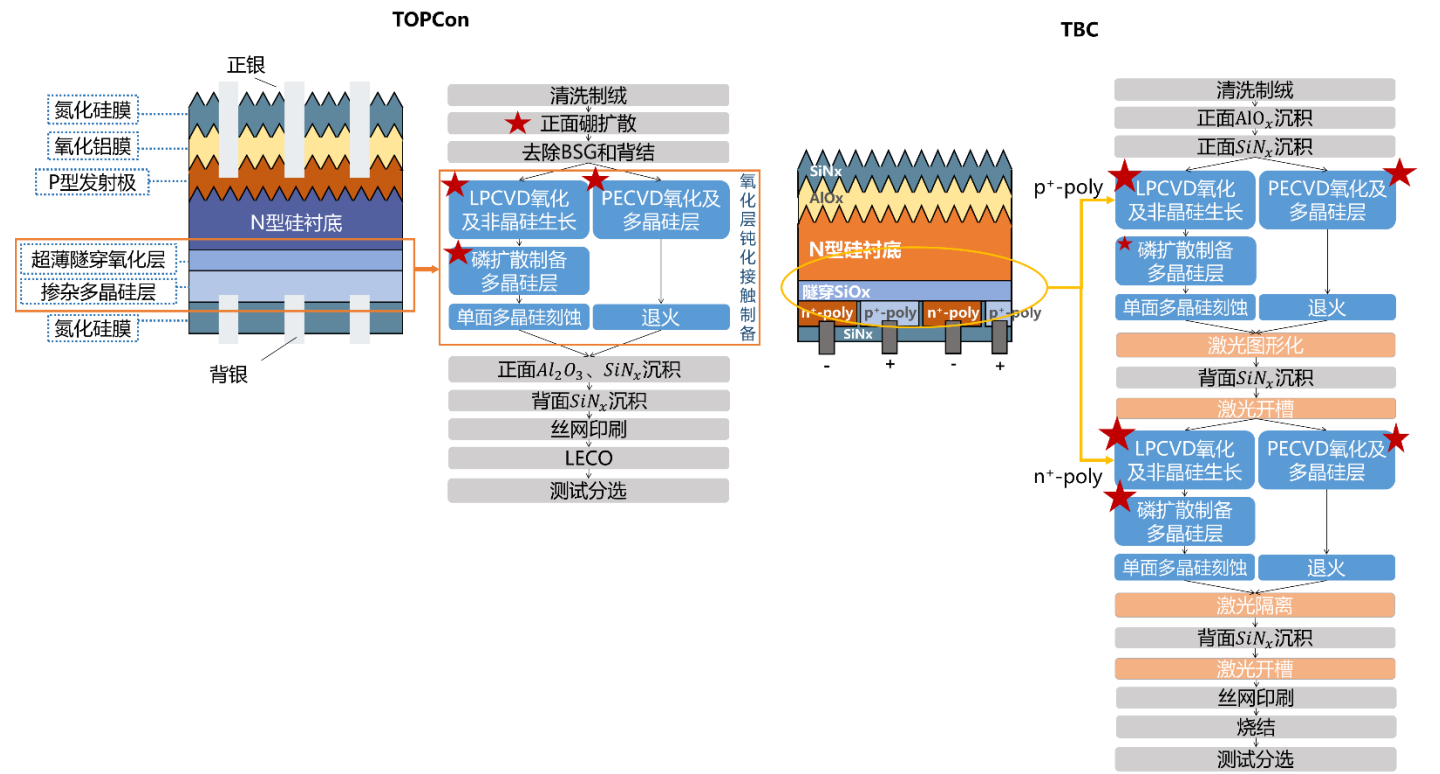 TOPCon
正银
氮化硅膜
氧化铝膜
P型发射极
N型硅衬底
超薄隧穿氧化层
掺杂多晶硅层
氮化硅膜
背银
清洗制绒
正面硼扩散
去除BSG和背结
LPCVD氧化
及非晶硅生长
PECVD氧化及
多晶硅层
磷扩散制备
多晶硅层
单面多晶硅刻蚀
退火
氧化层钝化接触制备
正面Al₂O₃、SiNₓ沉积
背面SiNₓ沉积
丝网印刷
LECO
测试分选
TBC
SiNx
AlOx
N型硅衬底
隧穿SiOx
n⁺-poly
p⁺-poly
n⁺-poly
p⁺-poly
SiNx
-
+
-
+
清洗制绒
正面AlOₓ沉积
正面SiNₓ沉积
p⁺-poly
LPCVD氧化
及非晶硅生长
PECVD氧化及
多晶硅层
磷扩散制备
多晶硅层
单面多晶硅刻蚀
退火
激光图形化
背面SiNₓ沉积
激光开槽
n⁺-poly
LPCVD氧化
及非晶硅生长
PECVD氧化及
多晶硅层
磷扩散制备
多晶硅层
单面多晶硅刻蚀
退火
激光隔离
背面SiNₓ沉积
激光开槽
丝网印刷
烧结
测试分选